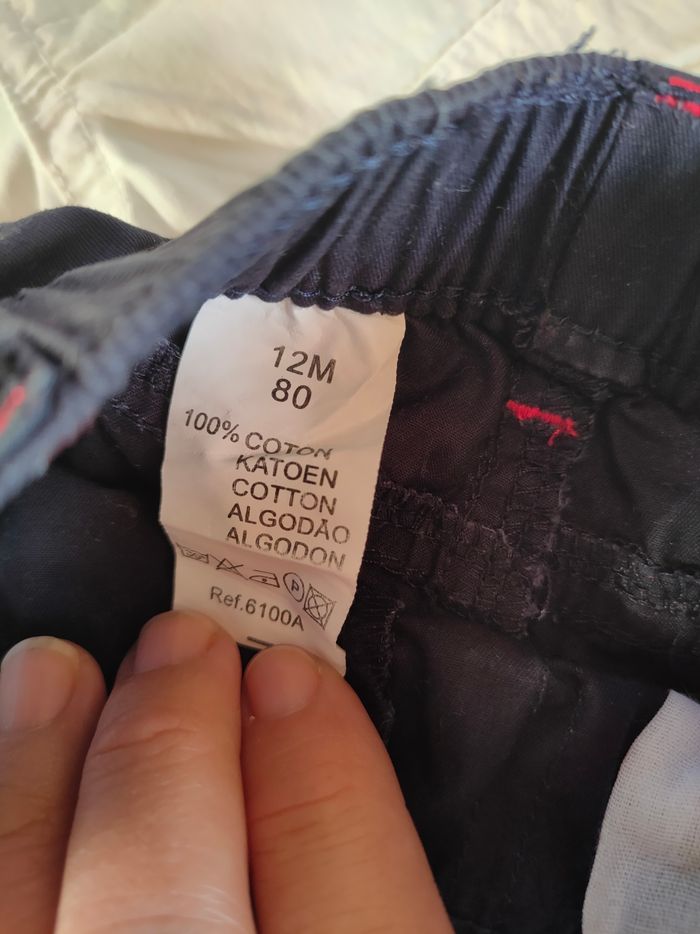 12M
80
100% COTON
KATOEN
COTTON
ALGODÃO
ALGODON
P
Ref.6100A